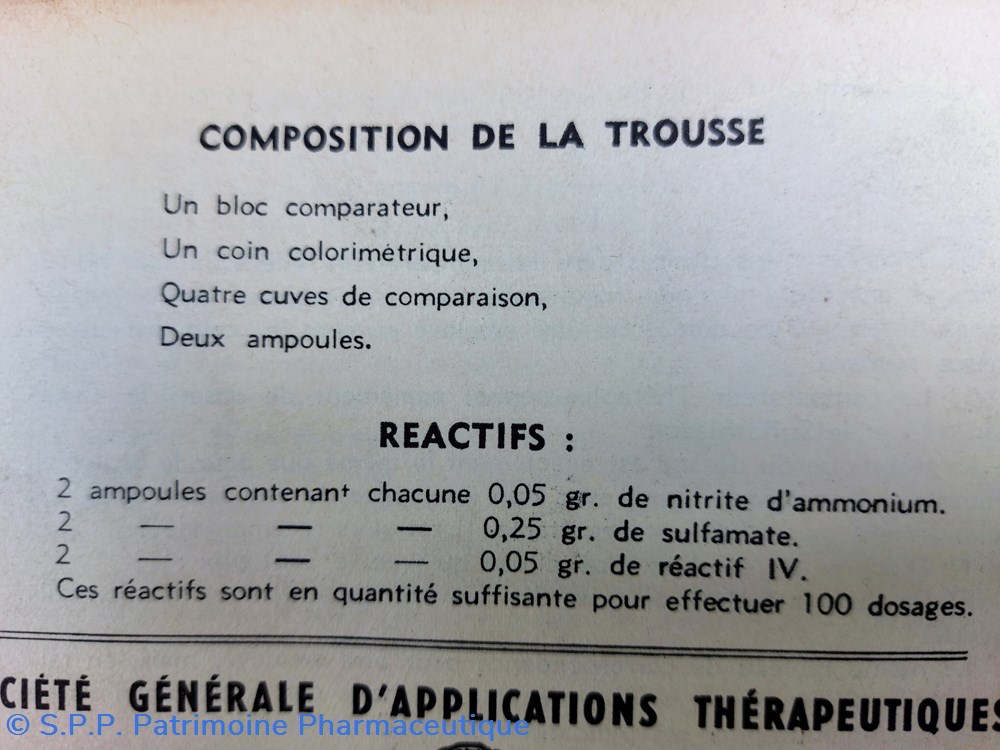 COMPOSITION DE LA TROUSSE
Un bloc comparateur,
Un coin colorimétrique,
Quatre cuves de comparaison,
Deux ampoules.
REACTIFS :
2 ampoules contenant chacune 0,05 gr. de nitrite d'ammonium.
2 — — — 0,25 gr. de sulfamate.
2 — — — 0,05 gr. de réactif IV.
Ces réactifs sont en quantité suffisante pour effectuer 100 dosages.
CIÉTÉ GÉNÉRALE D'APPLICATIONS THÉRAPEUTIQUES
© S.P.P. Patrimoine Pharmaceutique